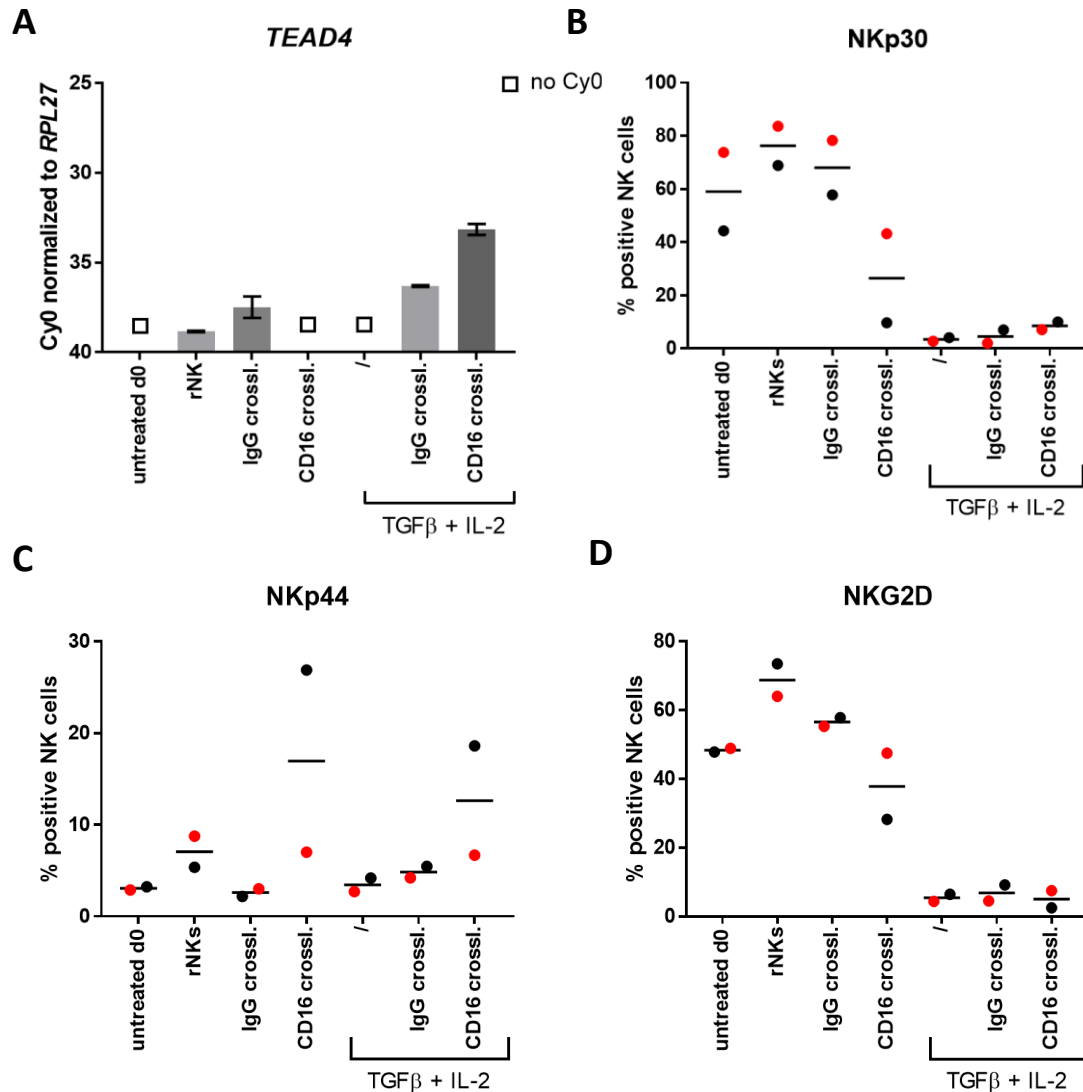 A
TEAD4
no Cy0
Cy0 normalized to RPL27
25
30
35
40
untreated d0
rNK
IgG crossl.
CD16 crossl.
/
IgG crossl.
CD16 crossl.
TGFβ + IL-2
B
NKp30
% positive NK cells
100
80
60
40
20
0
untreated d0
rNKs
IgG crossl.
CD16 crossl.
/
IgG crossl.
CD16 crossl.
TGFβ + IL-2
C
NKp44
% positive NK cells
30
20
10
0
untreated d0
rNKs
IgG crossl.
CD16 crossl.
/
IgG crossl.
CD16 crossl.
TGFβ + IL-2
D
NKG2D
% positive NK cells
80
60
40
20
0
untreated d0
rNKs
IgG crossl.
CD16 crossl.
/
IgG crossl.
CD16 crossl.
TGFβ + IL-2